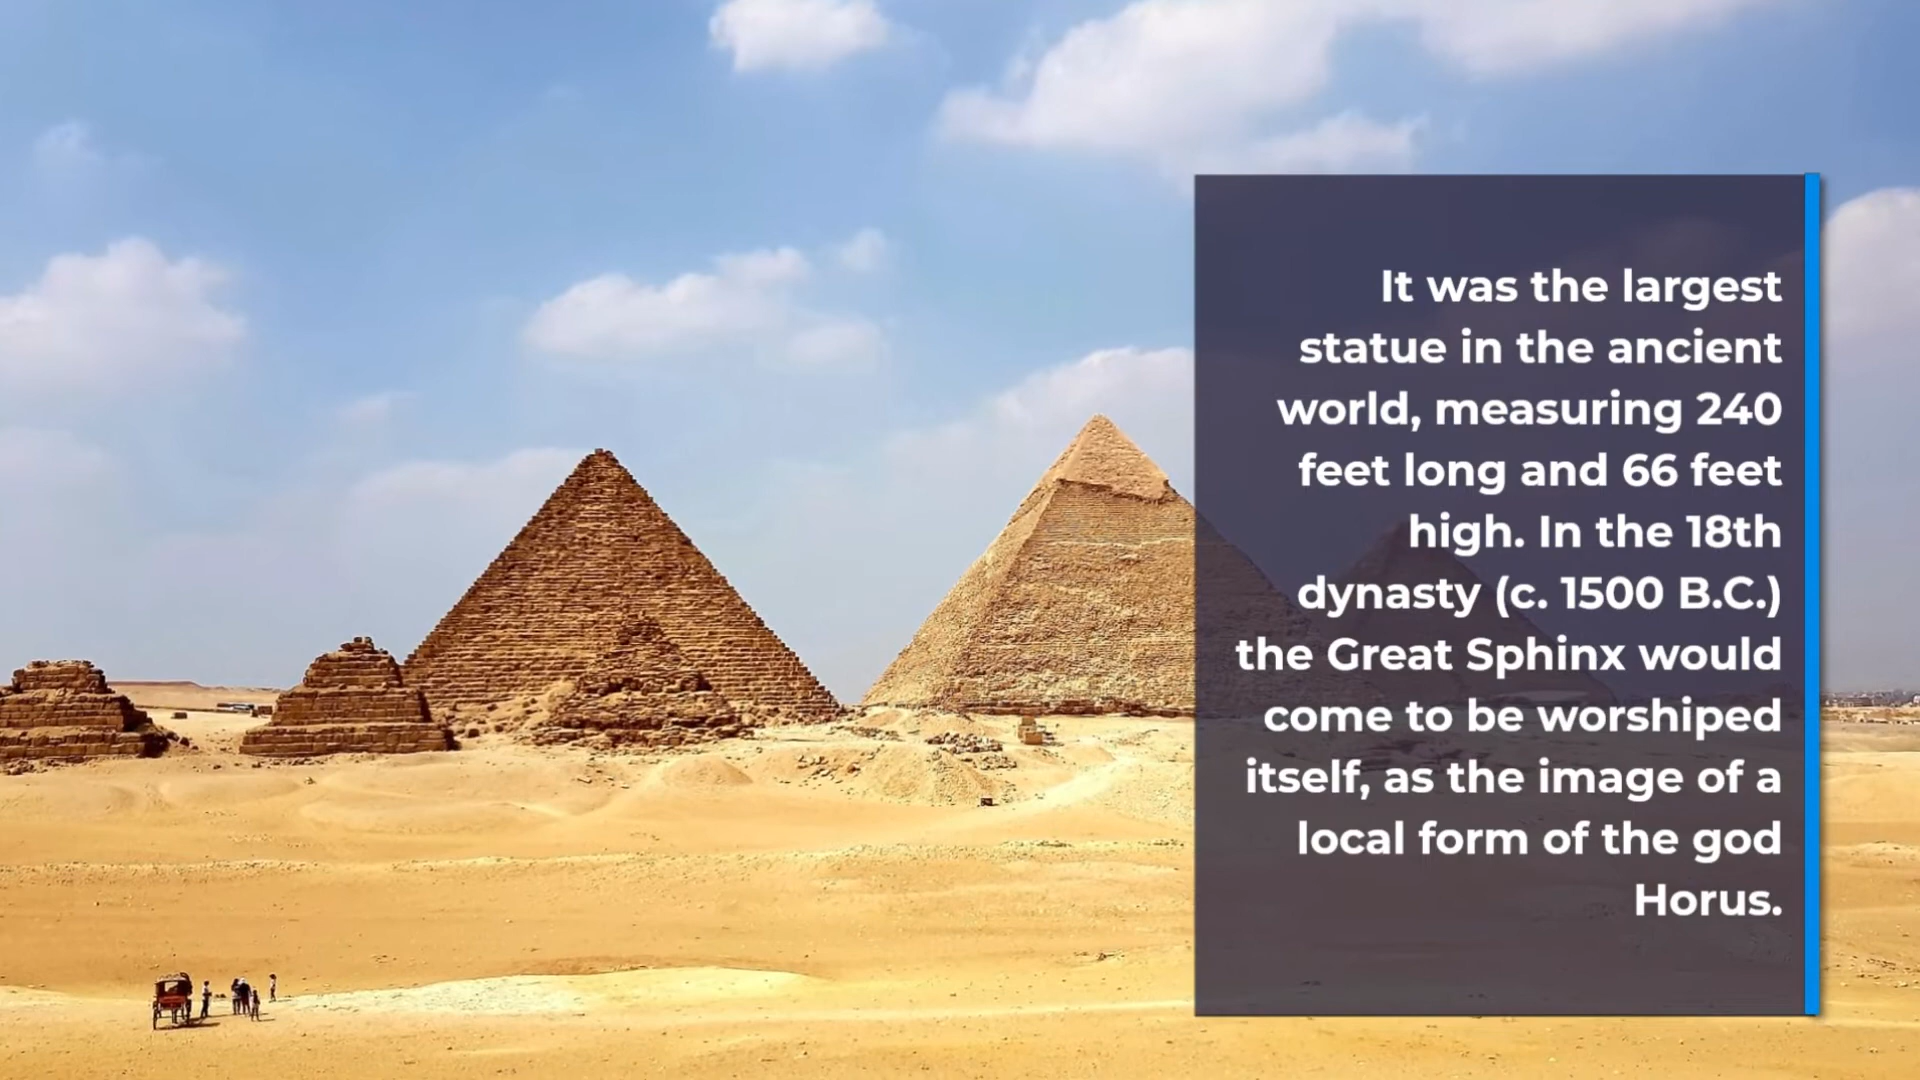 It was the largest
statue in the ancient
world, measuring 240
feet long and 66 feet
high. In the 18th
dynasty (c. 1500 B.C.)
the Great Sphinx would
come to be worshiped
itself, as the image of a
local form of the god
Horus.